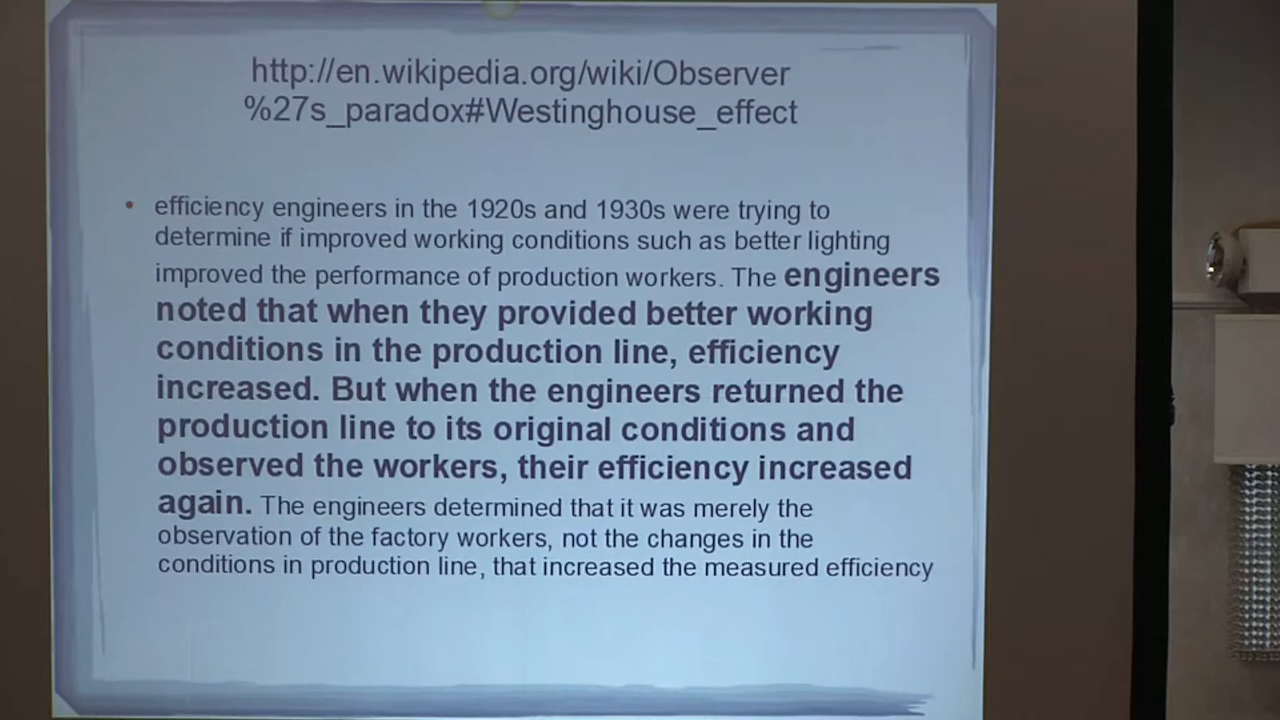 http://en.wikipedia.org/wiki/Observer
%27s_paradox#Westinghouse_effect
• efficiency engineers in the 1920s and 1930s were trying to
determine if improved working conditions such as better lighting
improved the performance of production workers. The engineers
noted that when they provided better working
conditions in the production line, efficiency
increased. But when the engineers returned the
production line to its original conditions and
observed the workers, their efficiency increased
again. The engineers determined that it was merely the
observation of the factory workers, not the changes in the
conditions in production line, that increased the measured efficiency